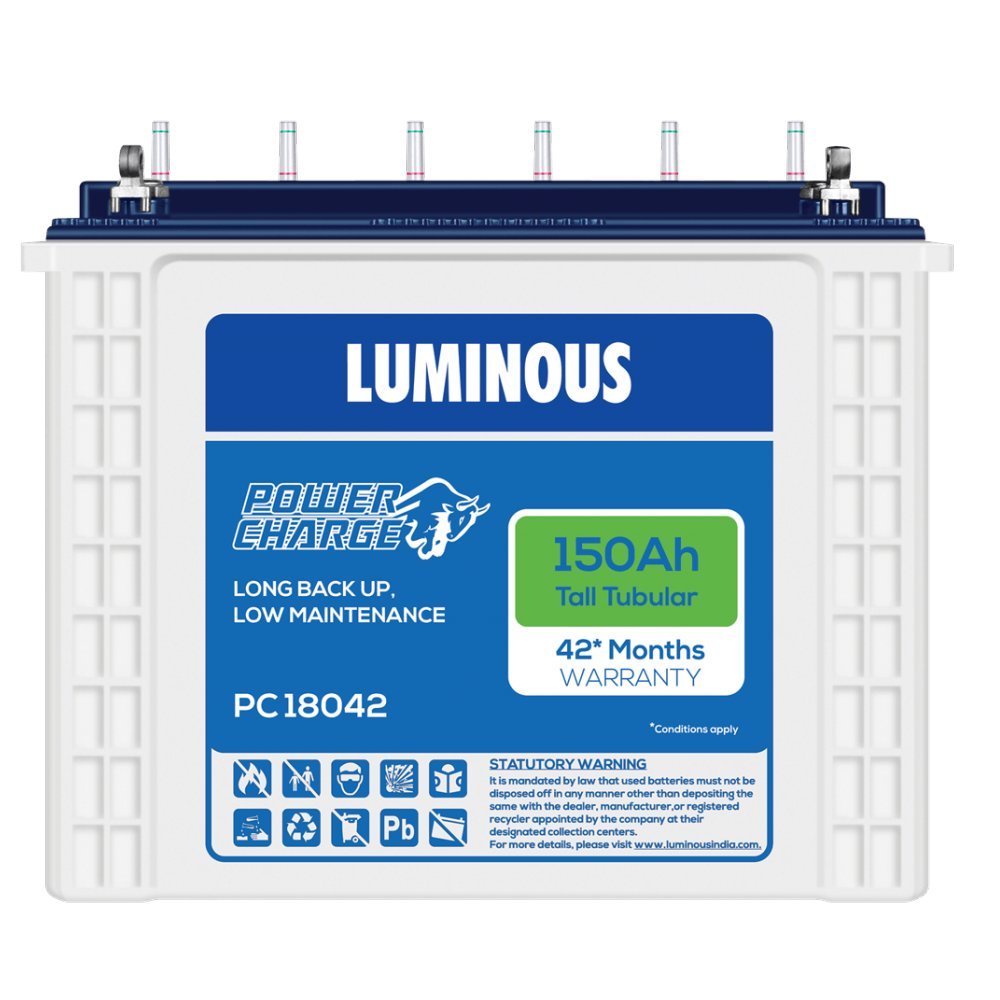 LUMINOUS
POWER
CHARGE
LONG BACK UP,
LOW MAINTENANCE
PC 18042
150Ah
Tall Tubular
42* Months
WARRANTY
*Conditions apply
Pb
STATUTORY WARNING
It is mandated by law that used batteries must not be
disposed off in any manner other than depositing the
same with the dealer, manufacturer,or registered
recycler appointed by the company at their
designated collection centers.
For more details, please visit www.luminousindia.com.